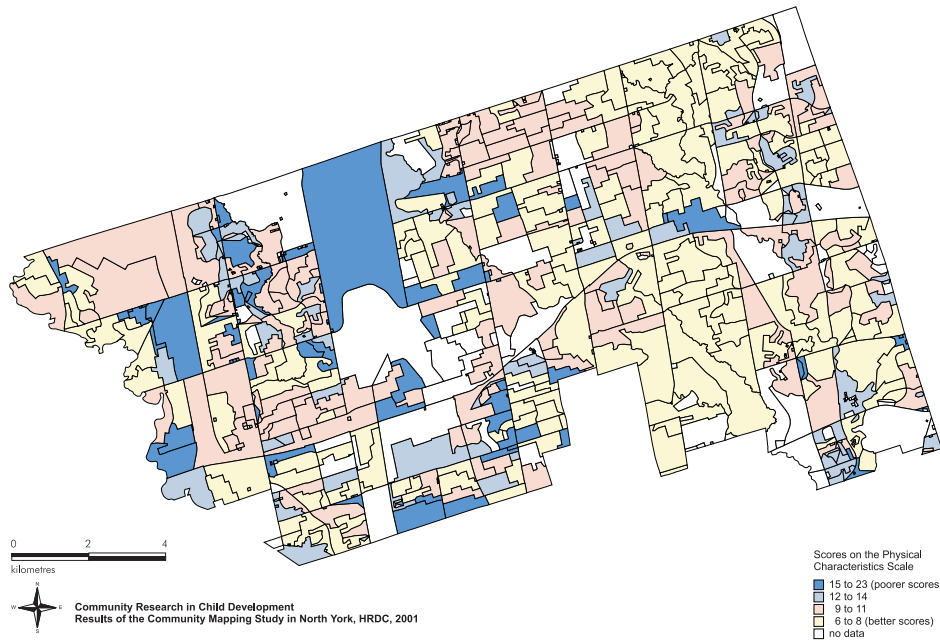 0 2 4
kilometres
N
W E
S
Community Research in Child Development
Results of the Community Mapping Study in North York, HRDC, 2001
Scores on the Physical
Characteristics Scale
15 to 23 (poorer scores
12 to 14
9 to 11
6 to 8 (better scores)
no data